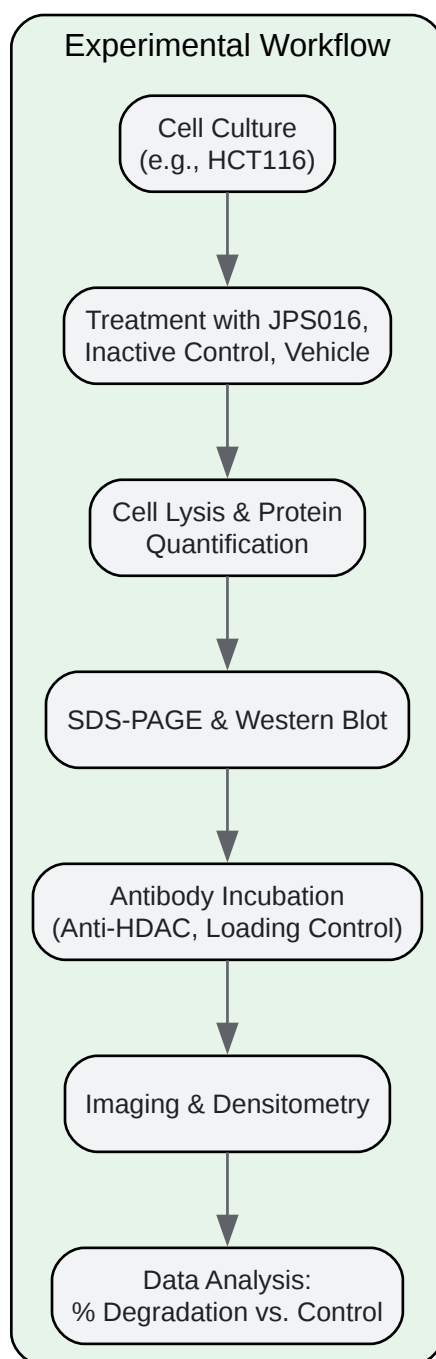 Experimental Workflow
Cell Culture
(e.g., HCT116)
Treatment with JPS016,
Inactive Control, Vehicle
Cell Lysis & Protein
Quantification
SDS-PAGE & Western Blot
Antibody Incubation
(Anti-HDAC, Loading Control)
Imaging & Densitometry
Data Analysis:
% Degradation vs. Control